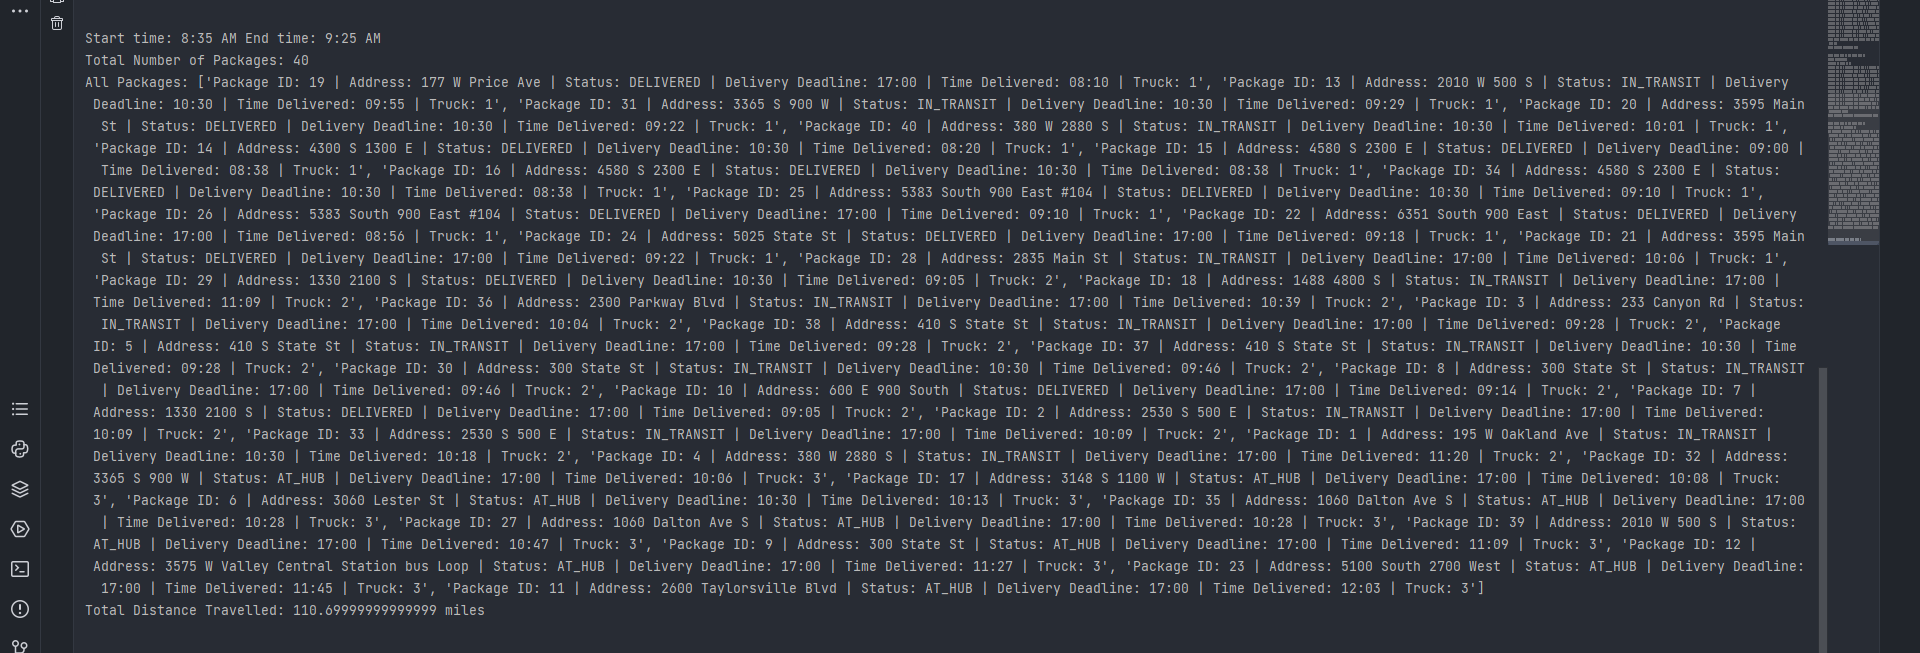 Start time: 8:35 AM End time: 9:25 AM
Total Number of Packages: 40
All Packages: ['Package ID: 19 | Address: 177 W Price Ave | Status: DELIVERED | Delivery Deadline: 17:00 | Time Delivered: 08:10 | Truck: 1', 'Package ID: 13 | Address: 2010 W 500 S | Status: IN_TRANSIT | Delivery
Deadline: 10:30 | Time Delivered: 09:55 | Truck: 1', 'Package ID: 31 | Address: 3365 S 900 W | Status: IN_TRANSIT | Delivery Deadline: 10:30 | Time Delivered: 09:29 | Truck: 1', 'Package ID: 20 | Address: 3595 Main
St | Status: DELIVERED | Delivery Deadline: 10:30 | Time Delivered: 09:22 | Truck: 1', 'Package ID: 40 | Address: 380 W 2880 S | Status: IN_TRANSIT | Delivery Deadline: 10:30 | Time Delivered: 10:01 | Truck: 1',
'Package ID: 14 | Address: 4300 S 1300 E | Status: DELIVERED | Delivery Deadline: 10:30 | Time Delivered: 08:20 | Truck: 1', 'Package ID: 15 | Address: 4580 S 2300 E | Status: DELIVERED | Delivery Deadline: 09:00 |
Time Delivered: 08:38 | Truck: 1', 'Package ID: 16 | Address: 4580 S 2300 E | Status: DELIVERED | Delivery Deadline: 10:30 | Time Delivered: 08:38 | Truck: 1', 'Package ID: 34 | Address: 4580 S 2300 E | Status:
DELIVERED | Delivery Deadline: 10:30 | Time Delivered: 08:38 | Truck: 1', 'Package ID: 25 | Address: 5383 South 900 East #104 | Status: DELIVERED | Delivery Deadline: 10:30 | Time Delivered: 09:10 | Truck: 1',
'Package ID: 26 | Address: 5383 South 900 East #104 | Status: DELIVERED | Delivery Deadline: 17:00 | Time Delivered: 09:10 | Truck: 1', 'Package ID: 22 | Address: 6351 South 900 East | Status: DELIVERED | Delivery
Deadline: 17:00 | Time Delivered: 08:56 | Truck: 1', 'Package ID: 24 | Address: 5025 State St | Status: DELIVERED | Delivery Deadline: 17:00 | Time Delivered: 09:18 | Truck: 1', 'Package ID: 21 | Address: 3595 Main
St | Status: DELIVERED | Delivery Deadline: 17:00 | Time Delivered: 09:22 | Truck: 1', 'Package ID: 28 | Address: 2835 Main St | Status: IN_TRANSIT | Delivery Deadline: 17:00 | Time Delivered: 10:06 | Truck: 1',
'Package ID: 29 | Address: 1330 2100 S | Status: DELIVERED | Delivery Deadline: 10:30 | Time Delivered: 09:05 | Truck: 2', 'Package ID: 18 | Address: 1488 4800 S | Status: IN_TRANSIT | Delivery Deadline: 17:00 |
Time Delivered: 11:09 | Truck: 2', 'Package ID: 36 | Address: 2300 Parkway Blvd | Status: IN_TRANSIT | Delivery Deadline: 17:00 | Time Delivered: 10:39 | Truck: 2', 'Package ID: 3 | Address: 233 Canyon Rd | Status:
IN_TRANSIT | Delivery Deadline: 17:00 | Time Delivered: 10:04 | Truck: 2', 'Package ID: 38 | Address: 410 S State St | Status: IN_TRANSIT | Delivery Deadline: 17:00 | Time Delivered: 09:28 | Truck: 2', 'Package
ID: 5 | Address: 410 S State St | Status: IN_TRANSIT | Delivery Deadline: 17:00 | Time Delivered: 09:28 | Truck: 2', 'Package ID: 37 | Address: 410 S State St | Status: IN_TRANSIT | Delivery Deadline: 10:30 | Time
Delivered: 09:28 | Truck: 2', 'Package ID: 30 | Address: 300 State St | Status: IN_TRANSIT | Delivery Deadline: 10:30 | Time Delivered: 09:46 | Truck: 2', 'Package ID: 8 | Address: 300 State St | Status: IN_TRANSIT
| Delivery Deadline: 17:00 | Time Delivered: 09:46 | Truck: 2', 'Package ID: 10 | Address: 600 E 900 South | Status: DELIVERED | Delivery Deadline: 17:00 | Time Delivered: 09:14 | Truck: 2', 'Package ID: 7 |
Address: 1330 2100 S | Status: DELIVERED | Delivery Deadline: 17:00 | Time Delivered: 09:05 | Truck: 2', 'Package ID: 2 | Address: 2530 S 500 E | Status: IN_TRANSIT | Delivery Deadline: 17:00 | Time Delivered:
10:09 | Truck: 2', 'Package ID: 33 | Address: 2530 S 500 E | Status: IN_TRANSIT | Delivery Deadline: 17:00 | Time Delivered: 10:09 | Truck: 2', 'Package ID: 1 | Address: 195 W Oakland Ave | Status: IN_TRANSIT |
Delivery Deadline: 10:30 | Time Delivered: 10:18 | Truck: 2', 'Package ID: 4 | Address: 380 W 2880 S | Status: IN_TRANSIT | Delivery Deadline: 17:00 | Time Delivered: 11:20 | Truck: 2', 'Package ID: 32 | Address:
3365 S 900 W | Status: AT_HUB | Delivery Deadline: 17:00 | Time Delivered: 10:06 | Truck: 3', 'Package ID: 17 | Address: 3148 S 1100 W | Status: AT_HUB | Delivery Deadline: 17:00 | Time Delivered: 10:08 | Truck:
3', 'Package ID: 6 | Address: 3060 Lester St | Status: AT_HUB | Delivery Deadline: 10:30 | Time Delivered: 10:13 | Truck: 3', 'Package ID: 35 | Address: 1060 Dalton Ave S | Status: AT_HUB | Delivery Deadline: 17:00
| Time Delivered: 10:28 | Truck: 3', 'Package ID: 27 | Address: 1060 Dalton Ave S | Status: AT_HUB | Delivery Deadline: 17:00 | Time Delivered: 10:28 | Truck: 3', 'Package ID: 39 | Address: 2010 W 500 S | Status:
AT_HUB | Delivery Deadline: 17:00 | Time Delivered: 10:47 | Truck: 3', 'Package ID: 9 | Address: 300 State St | Status: AT_HUB | Delivery Deadline: 17:00 | Time Delivered: 11:09 | Truck: 3', 'Package ID: 12 |
Address: 3575 W Valley Central Station bus Loop | Status: AT_HUB | Delivery Deadline: 17:00 | Time Delivered: 11:27 | Truck: 3', 'Package ID: 23 | Address: 5100 South 2700 West | Status: AT_HUB | Delivery Deadline:
17:00 | Time Delivered: 11:45 | Truck: 3', 'Package ID: 11 | Address: 2600 Taylorsville Blvd | Status: AT_HUB | Delivery Deadline: 17:00 | Time Delivered: 12:03 | Truck: 3']
Total Distance Travelled: 110.69999999999999 miles